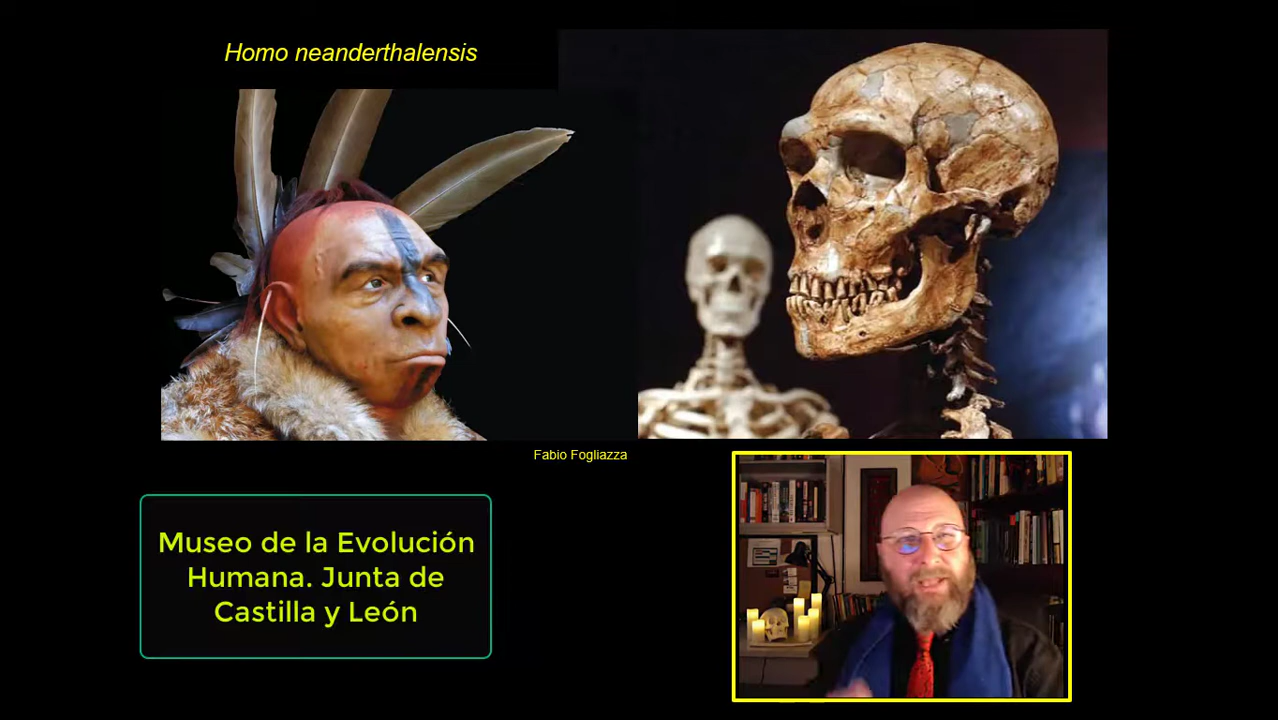 Homo neanderthalensis
Fabio Fogliazza
Museo de la Evolución
Humana. Junta de
Castilla y León